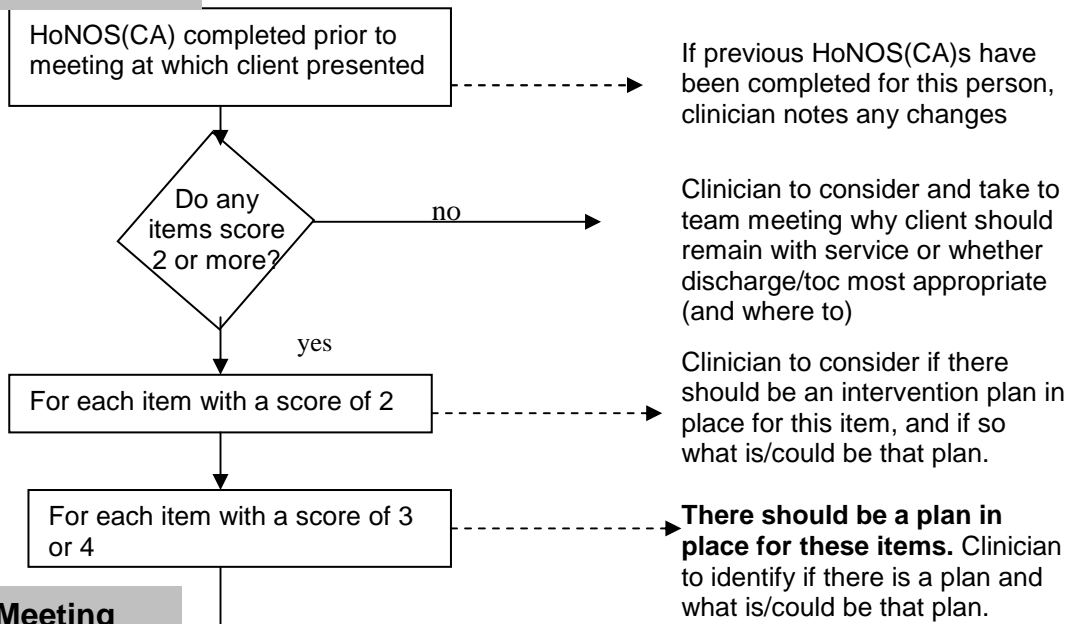 HoNOS(CA) completed prior to
meeting at which client presented
If previous HoNOS(CA)s have
been completed for this person,
clinician notes any changes
Do any
items score
2 or more?
no
Clinician to consider and take to
team meeting why client should
remain with service or whether
discharge/toc most appropriate
(and where to)
yes
For each item with a score of 2
Clinician to consider if there
should be an intervention plan in
place for this item, and if so
what is/could be that plan.
For each item with a score of 3
or 4
There should be a plan in
place for these items. Clinician
to identify if there is a plan and
what is/could be that plan.
Meeting